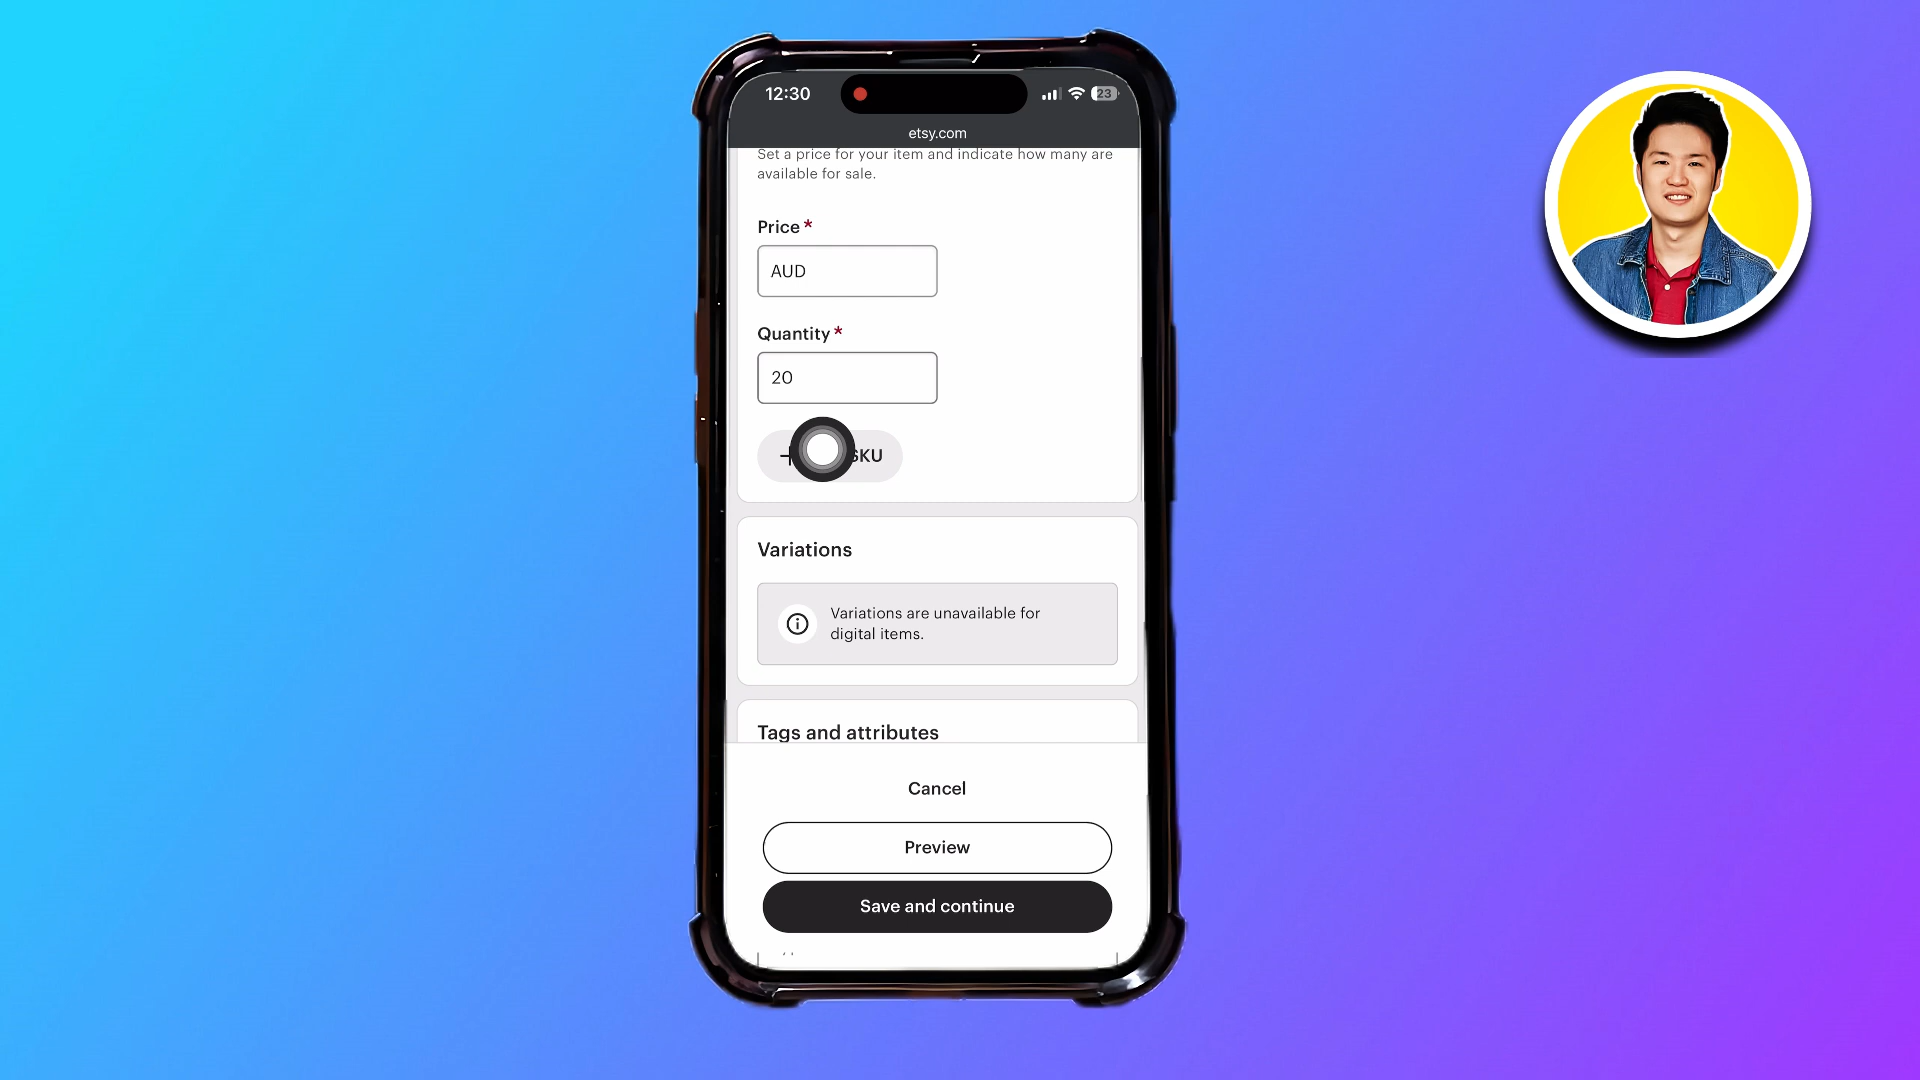 12:30
23
etsy.com
Set a price for your item and indicate how many are
available for sale.
Price *
AUD
Quantity *
20
+ SKU
Variations
Variations are unavailable for
digital items.
Tags and attributes
Cancel
Preview
Save and continue